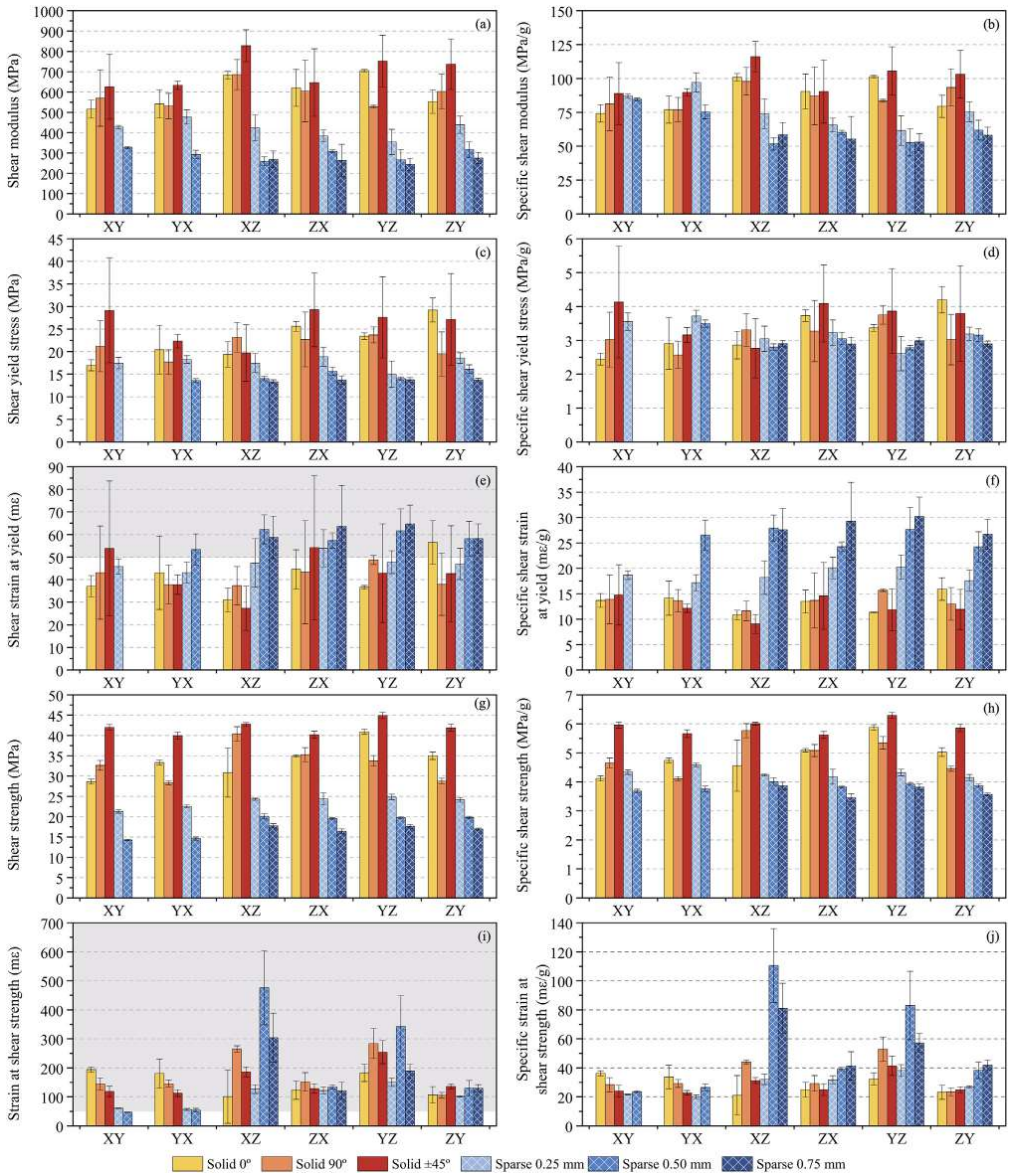 (a)
Shear modulus (MPa)
1000
900
800
700
600
500
400
300
200
100
0
XY YX XZ ZX YZ ZY
(b)
Specific shear modulus (MPa/g)
150
125
100
75
50
25
0
XY YX XZ ZX YZ ZY
(c)
Shear yield stress (MPa)
45
40
35
30
25
20
15
10
5
0
XY YX XZ ZX YZ ZY
(d)
Specific shear yield stress (MPa/g)
6
5
4
3
2
1
0
XY YX XZ ZX YZ ZY
(e)
Shear strain at yield (mε)
90
80
70
60
50
40
30
20
10
0
XY YX XZ ZX YZ ZY
(f)
Specific shear strain
at yield (mε/g)
40
35
30
25
20
15
10
5
0
XY YX XZ ZX YZ ZY
(g)
Shear strength (MPa)
50
45
40
35
30
25
20
15
10
5
0
XY YX XZ ZX YZ ZY
(h)
Specific shear strength (MPa/g)
7
6
5
4
3
2
1
0
XY YX XZ ZX YZ ZY
(i)
Strain at shear strength (mε)
700
600
500
400
300
200
100
0
XY YX XZ ZX YZ ZY
(j)
Specific strain at
shear strength (mε/g)
140
120
100
80
60
40
20
0
XY YX XZ ZX YZ ZY
Solid 0º Solid 90º Solid ±45º Sparse 0.25 mm Sparse 0.50 mm Sparse 0.75 mm